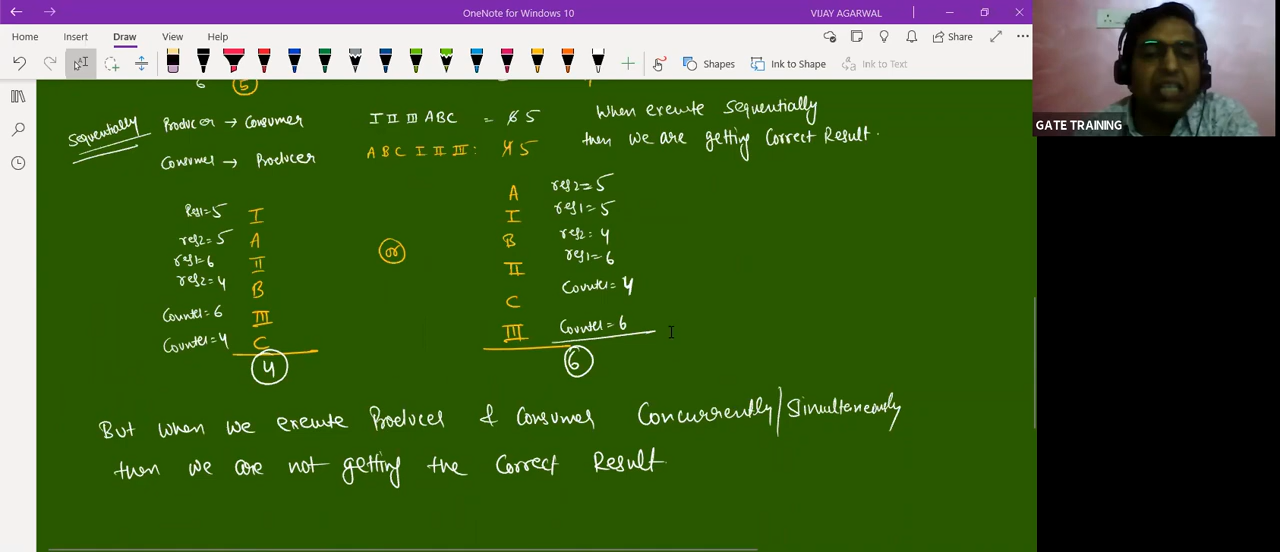 OneNote for Windows 10
VIJAY AGARWAL
Home Insert Draw View Help
Share
Shapes Ink to Shape Ink to Text
GATE TRAINING
6 5
Sequentially Producer → Consumer I II III A B C = 6 5 When execute Sequentially
Consumer → Producer A B C I II III : 4 5 then we are getting Correct Result.
Reg1=5 I
reg2=5 A
reg1=6 II
reg2=4 B
Counter=6 III
Counter=4 C
4
or
A reg2=5
I reg1=5
B reg2=4
II reg1=6
C Counter=4
III Counter=6
6
But when we execute Producer & Consumer Concurrently/Simultaneously
then we are not getting the Correct Result.